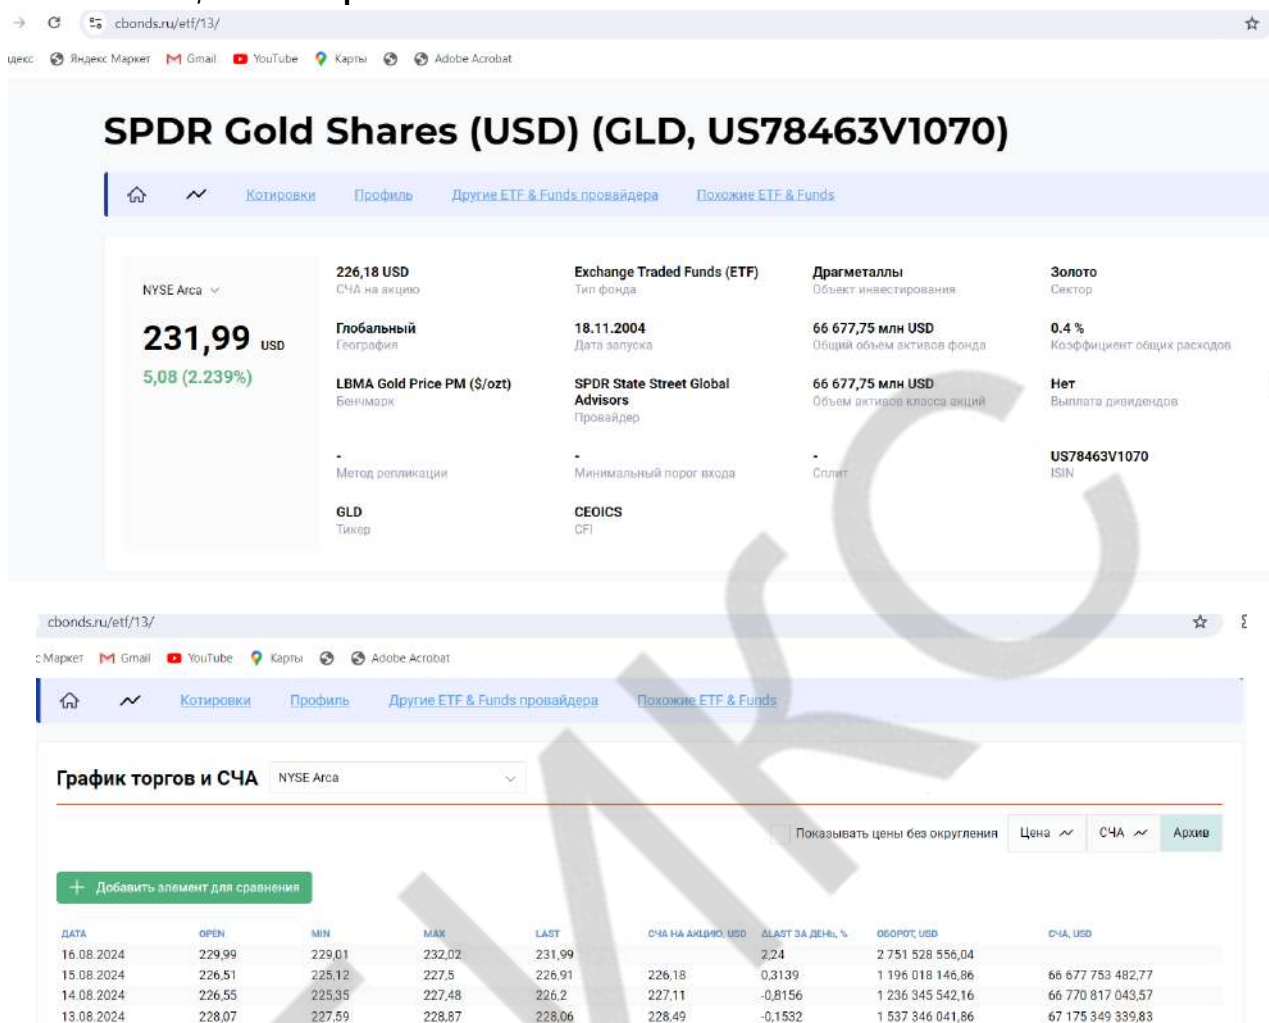 cbonds.ru/etf/13/
Яндекс Маркет Gmail YouTube Карты Adobe Acrobat
SPDR Gold Shares (USD) (GLD, US78463V1070)
Котировки Профиль Другие ETF & Funds провайдера Похожие ETF & Funds
NYSE Arca
231,99 USD
5,08 (2.239%)
226,18 USD
СЧА на акцию
Exchange Traded Funds (ETF)
Тип фонда
Драгметаллы
Объект инвестирования
Золото
Сектор
Глобальный
География
18.11.2004
Дата запуска
66 677,75 млн USD
Общий объем активов фонда
0.4 %
Коэффициент общих расходов
LBMA Gold Price PM ($/ozt)
Бенчмарк
SPDR State Street Global
Advisors
Провайдер
66 677,75 млн USD
Объем активов класса акций
Нет
Выплата дивидендов
-
Метод репликации
-
Минимальный порог входа
-
Сплит
US78463V1070
ISIN
GLD
Тикер
CEOICS
CFI
cbonds.ru/etf/13/
с Маркет Gmail YouTube Карты Adobe Acrobat
Котировки Профиль Другие ETF & Funds провайдера Похожие ETF & Funds
График торгов и СЧА NYSE Arca
Показывать цены без округления Цена СЧА Архив
+ Добавить элемент для сравнения
ДАТА OPEN MIN MAX LAST СЧА НА АКЦИЮ, USD ΔLAST ЗА ДЕНЬ, % ОБОРОТ, USD СЧА, USD
16.08.2024 229,99 229,01 232,02 231,99 2,24 2 751 528 556,04
15.08.2024 226,51 225,12 227,5 226,91 226,18 0,3139 1 196 018 146,86 66 677 753 482,77
14.08.2024 226,55 225,35 227,48 226,2 227,11 -0,8156 1 236 345 542,16 66 770 817 043,57
13.08.2024 228,07 227,59 228,87 228,06 228,49 -0,1532 1 537 346 041,86 67 175 349 339,83